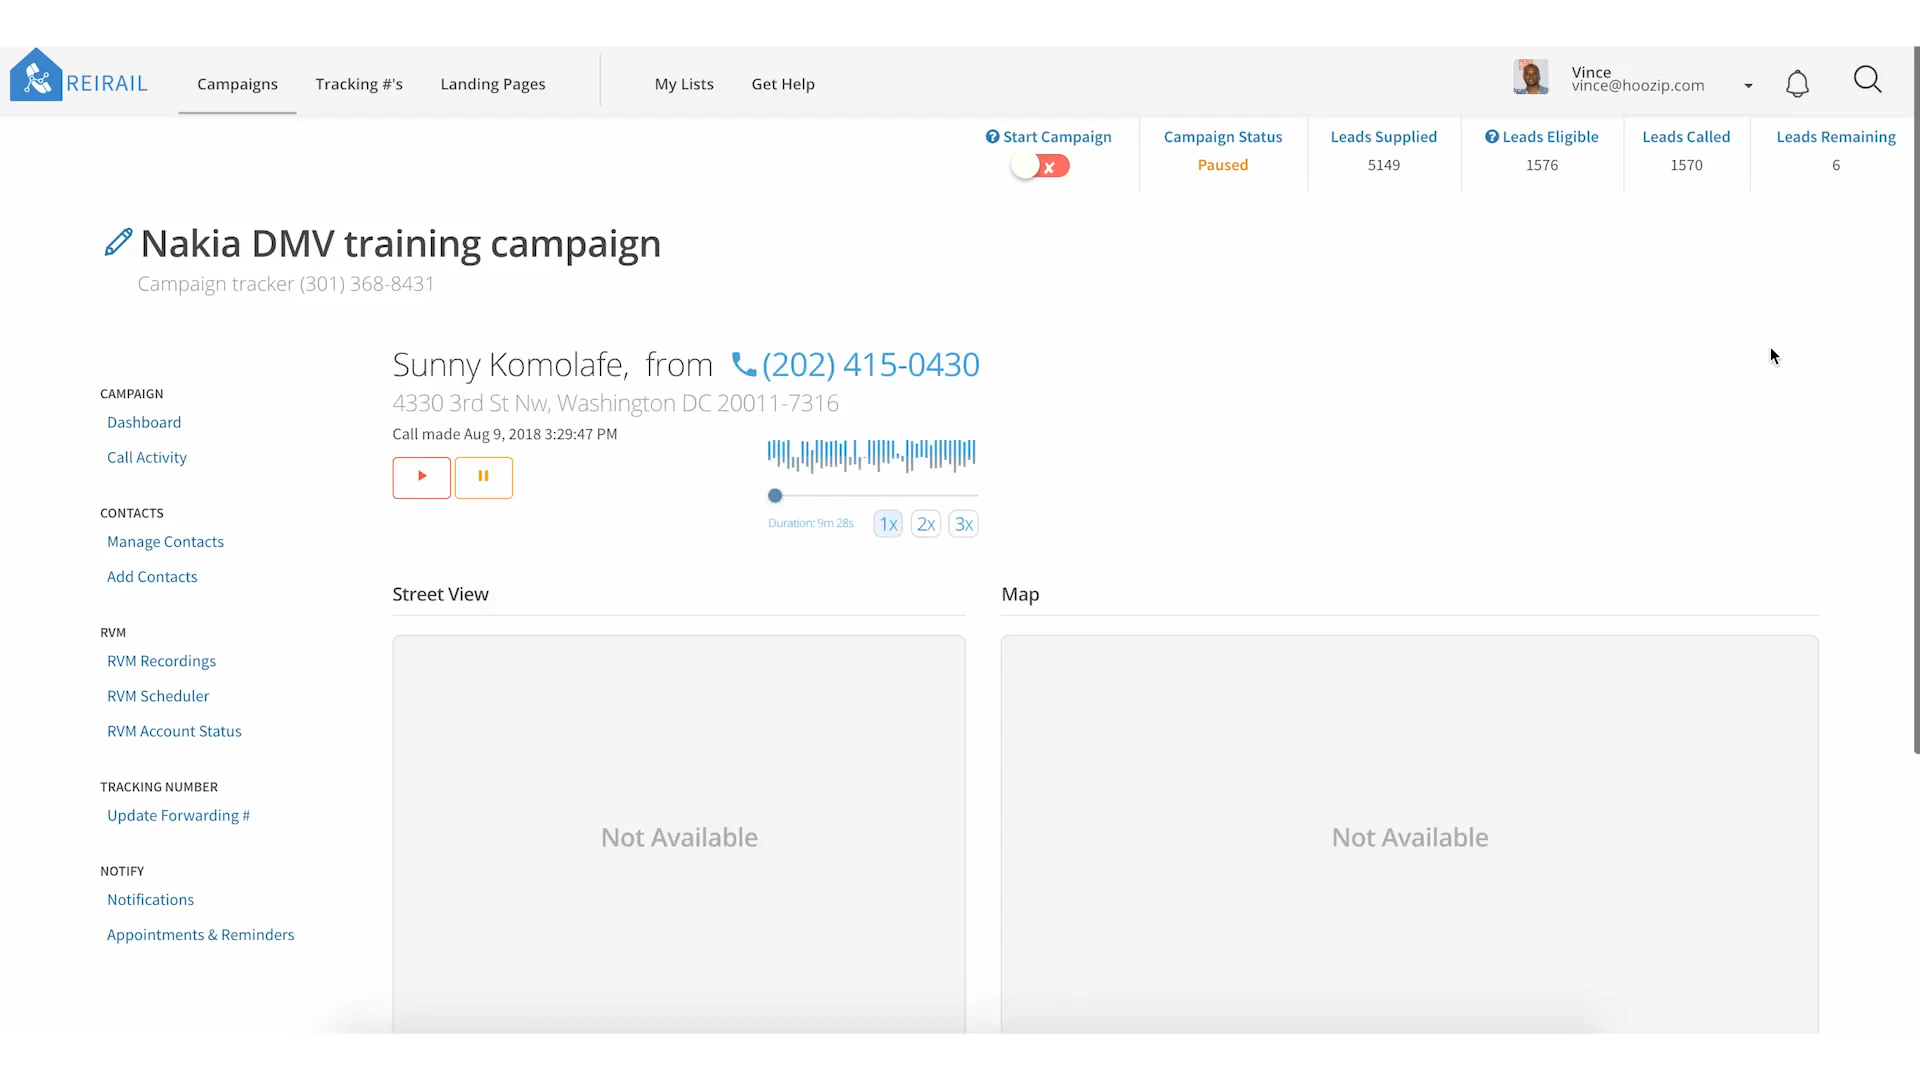 REIRAIL
Campaigns
Tracking #'s
Landing Pages
My Lists
Get Help
Vince
vince@hoozip.com
Start Campaign
Campaign Status
Paused
Leads Supplied
5149
Leads Eligible
1576
Leads Called
1570
Leads Remaining
6
Nakia DMV training campaign
Campaign tracker (301) 368-8431
CAMPAIGN
Dashboard
Call Activity
CONTACTS
Manage Contacts
Add Contacts
RVM
RVM Recordings
RVM Scheduler
RVM Account Status
TRACKING NUMBER
Update Forwarding #
NOTIFY
Notifications
Appointments & Reminders
Sunny Komolafe, from (202) 415-0430
4330 3rd St Nw, Washington DC 20011-7316
Call made Aug 9, 2018 3:29:47 PM
Duration: 9m 28s
1x
2x
3x
Street View
Not Available
Map
Not Available